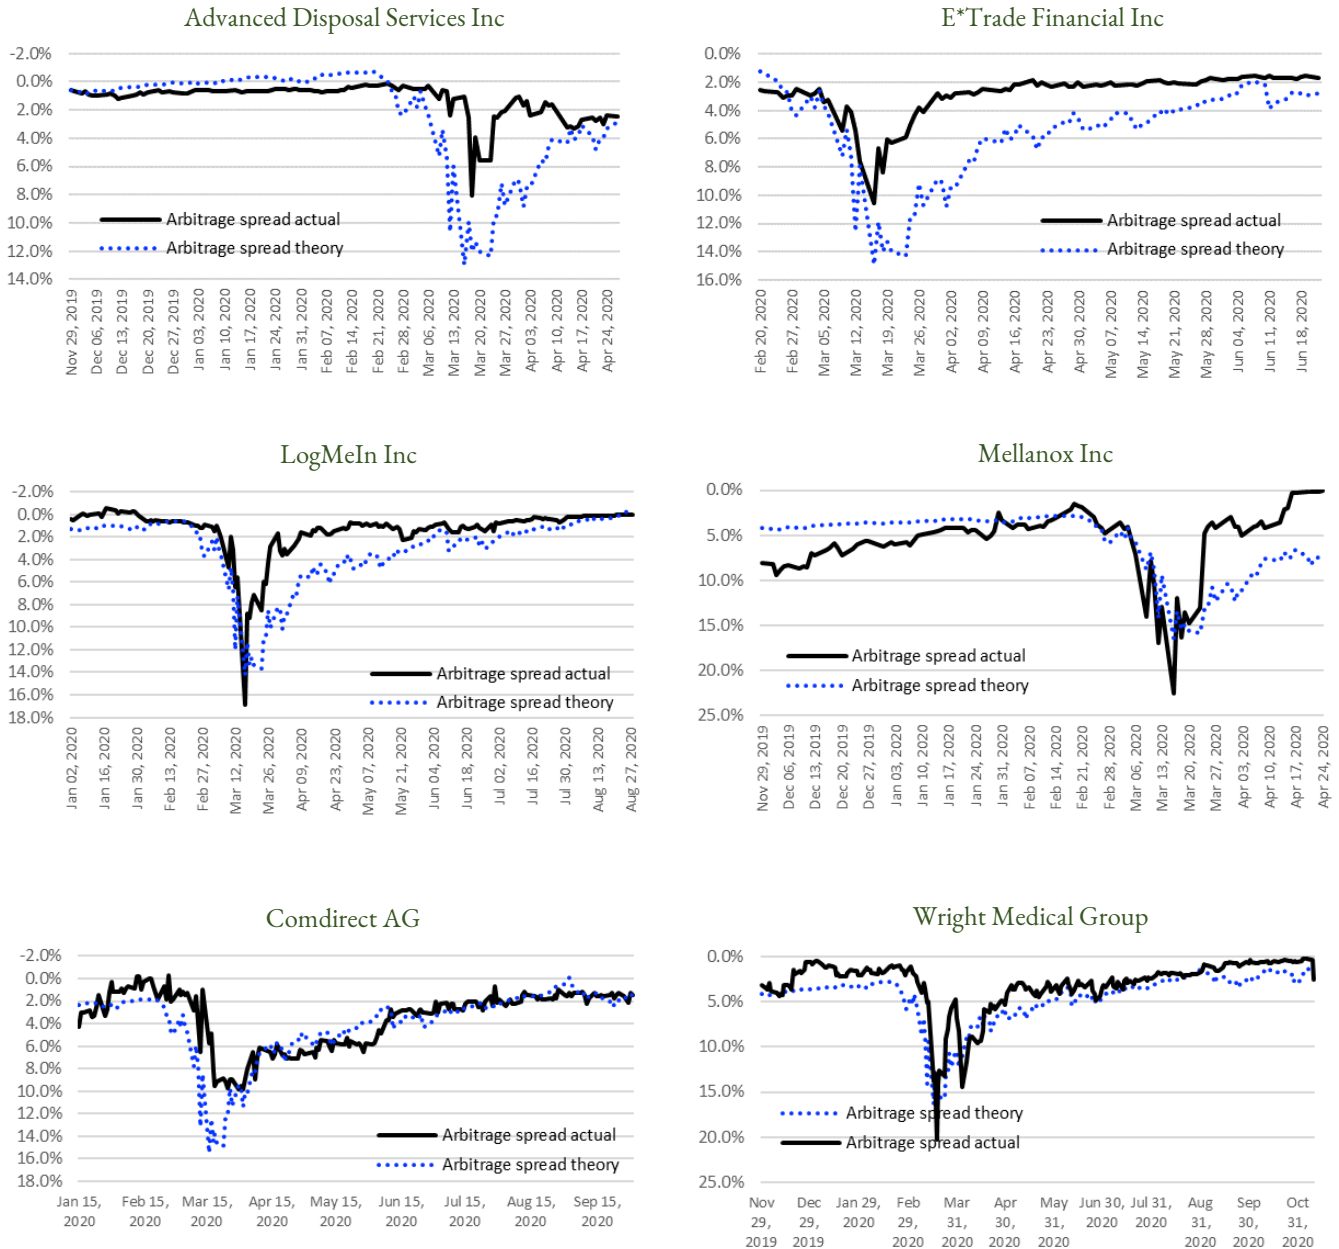 Advanced Disposal Services Inc
-2.0%
0.0%
2.0%
4.0%
6.0%
8.0%
10.0%
12.0%
14.0%
Arbitrage spread actual
Arbitrage spread theory
Nov 29, 2019
Dec 06, 2019
Dec 13, 2019
Dec 20, 2019
Dec 27, 2019
Jan 03, 2020
Jan 10, 2020
Jan 17, 2020
Jan 24, 2020
Jan 31, 2020
Feb 07, 2020
Feb 14, 2020
Feb 21, 2020
Feb 28, 2020
Mar 06, 2020
Mar 13, 2020
Mar 20, 2020
Mar 27, 2020
Apr 03, 2020
Apr 10, 2020
Apr 17, 2020
Apr 24, 2020
E*Trade Financial Inc
0.0%
2.0%
4.0%
6.0%
8.0%
10.0%
12.0%
14.0%
16.0%
Arbitrage spread actual
Arbitrage spread theory
Feb 20, 2020
Feb 27, 2020
Mar 05, 2020
Mar 12, 2020
Mar 19, 2020
Mar 26, 2020
Apr 02, 2020
Apr 09, 2020
Apr 16, 2020
Apr 23, 2020
Apr 30, 2020
May 07, 2020
May 14, 2020
May 21, 2020
May 28, 2020
Jun 04, 2020
Jun 11, 2020
Jun 18, 2020
LogMeIn Inc
-2.0%
0.0%
2.0%
4.0%
6.0%
8.0%
10.0%
12.0%
14.0%
16.0%
18.0%
Arbitrage spread actual
Arbitrage spread theory
Jan 02, 2020
Jan 16, 2020
Jan 30, 2020
Feb 13, 2020
Feb 27, 2020
Mar 12, 2020
Mar 26, 2020
Apr 09, 2020
Apr 23, 2020
May 07, 2020
May 21, 2020
Jun 04, 2020
Jun 18, 2020
Jul 02, 2020
Jul 16, 2020
Jul 30, 2020
Aug 13, 2020
Aug 27, 2020
Mellanox Inc
0.0%
5.0%
10.0%
15.0%
20.0%
25.0%
Arbitrage spread actual
Arbitrage spread theory
Nov 29, 2019
Dec 06, 2019
Dec 13, 2019
Dec 20, 2019
Dec 27, 2019
Jan 03, 2020
Jan 10, 2020
Jan 17, 2020
Jan 24, 2020
Jan 31, 2020
Feb 07, 2020
Feb 14, 2020
Feb 21, 2020
Feb 28, 2020
Mar 06, 2020
Mar 13, 2020
Mar 20, 2020
Mar 27, 2020
Apr 03, 2020
Apr 10, 2020
Apr 17, 2020
Apr 24, 2020
Comdirect AG
-2.0%
0.0%
2.0%
4.0%
6.0%
8.0%
10.0%
12.0%
14.0%
16.0%
18.0%
Arbitrage spread actual
Arbitrage spread theory
Jan 15, 2020
Feb 15, 2020
Mar 15, 2020
Apr 15, 2020
May 15, 2020
Jun 15, 2020
Jul 15, 2020
Aug 15, 2020
Sep 15, 2020
Wright Medical Group
0.0%
5.0%
10.0%
15.0%
20.0%
25.0%
Arbitrage spread theory
Arbitrage spread actual
Nov 29, 2019
Dec 29, 2019
Jan 29, 2020
Feb 29, 2020
Mar 31, 2020
Apr 30, 2020
May 31, 2020
Jun 30, 2020
Jul 31, 2020
Aug 31, 2020
Sep 30, 2020
Oct 31, 2020